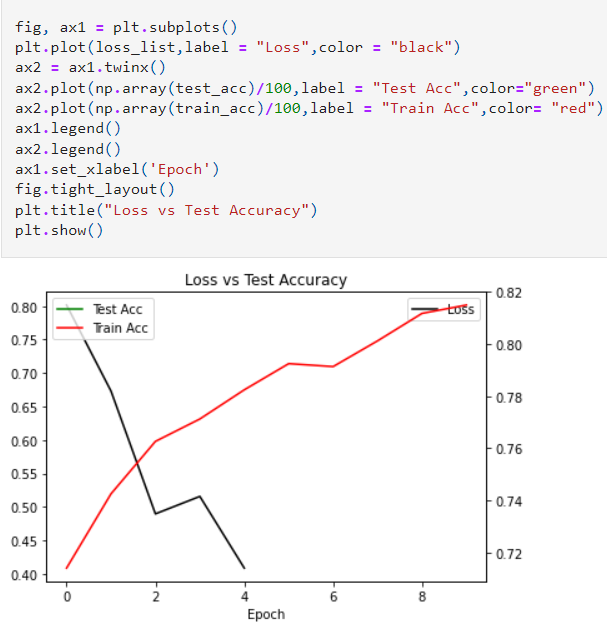 fig, ax1 = plt.subplots()
plt.plot(loss_list,label = "Loss",color = "black")
ax2 = ax1.twinx()
ax2.plot(np.array(test_acc)/100,label = "Test Acc",color="green")
ax2.plot(np.array(train_acc)/100,label = "Train Acc",color= "red")
ax1.legend()
ax2.legend()
ax1.set_xlabel('Epoch')
fig.tight_layout()
plt.title("Loss vs Test Accuracy")
plt.show()
Loss vs Test Accuracy
Test Acc
Train Acc
Loss
0.80
0.75
0.70
0.65
0.60
0.55
0.50
0.45
0.40
0.82
0.80
0.78
0.76
0.74
0.72
0 2 4 6 8
Epoch